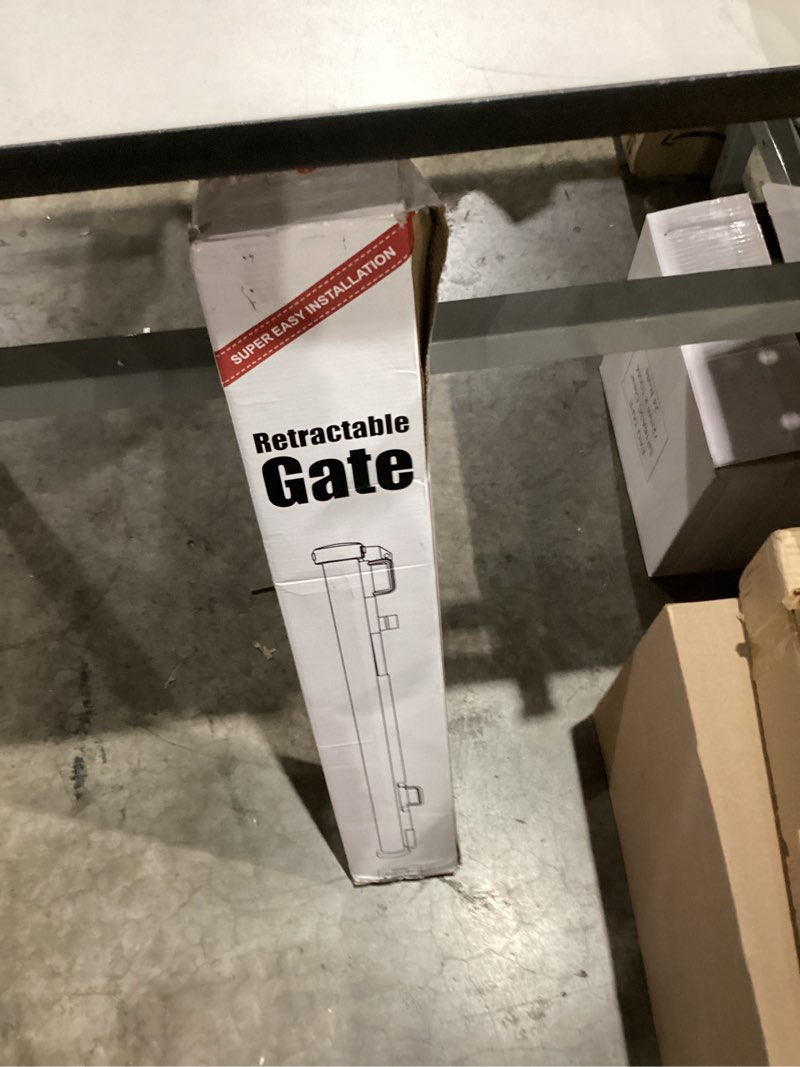 SUPER EASY INSTALLATION
Retractable
Gate